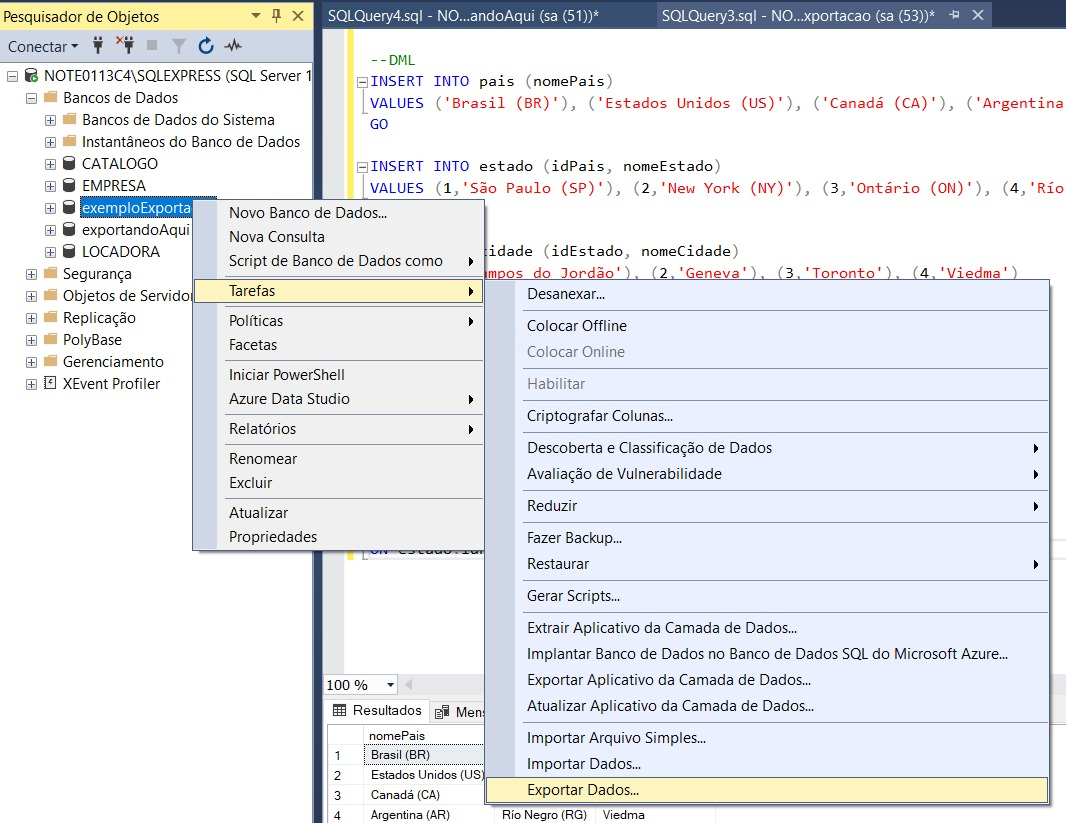 Pesquisador de Objetos
Conectar
NOTE0113C4\SQLEXPRESS (SQL Server 1
Bancos de Dados
Bancos de Dados do Sistema
Instantâneos do Banco de Dados
CATALOGO
EMPRESA
exemploExporta
exportandoAqui
LOCADORA
Segurança
Objetos de Servidor
Replicação
PolyBase
Gerenciamento
XEvent Profiler
SQLQuery4.sql - NO...andoAqui (sa (51))*
SQLQuery3.sql - NO...xportacao (sa (53))*
--DML
INSERT INTO pais (nomePais)
VALUES ('Brasil (BR)'), ('Estados Unidos (US)'), ('Canadá (CA)'), ('Argentina
GO
INSERT INTO estado (idPais, nomeEstado)
VALUES (1,'São Paulo (SP)'), (2,'New York (NY)'), (3,'Ontário (ON)'), (4,'Río
cidade (idEstado, nomeCidade)
ampos do Jordão'), (2,'Geneva'), (3,'Toronto'), (4,'Viedma')
Novo Banco de Dados...
Nova Consulta
Script de Banco de Dados como
Tarefas
Políticas
Facetas
Iniciar PowerShell
Azure Data Studio
Relatórios
Renomear
Excluir
Atualizar
Propriedades
Desanexar...
Colocar Offline
Colocar Online
Habilitar
Criptografar Colunas...
Descoberta e Classificação de Dados
Avaliação de Vulnerabilidade
Reduzir
Fazer Backup...
Restaurar
Gerar Scripts...
Extrair Aplicativo da Camada de Dados...
Implantar Banco de Dados no Banco de Dados SQL do Microsoft Azure...
Exportar Aplicativo da Camada de Dados...
Atualizar Aplicativo da Camada de Dados...
Importar Arquivo Simples...
Importar Dados...
Exportar Dados...
100 %
Resultados
Mens
nomePais
1 Brasil (BR)
2 Estados Unidos (US)
3 Canadá (CA)
4 Argentina (AR) Río Negro (RG) Viedma